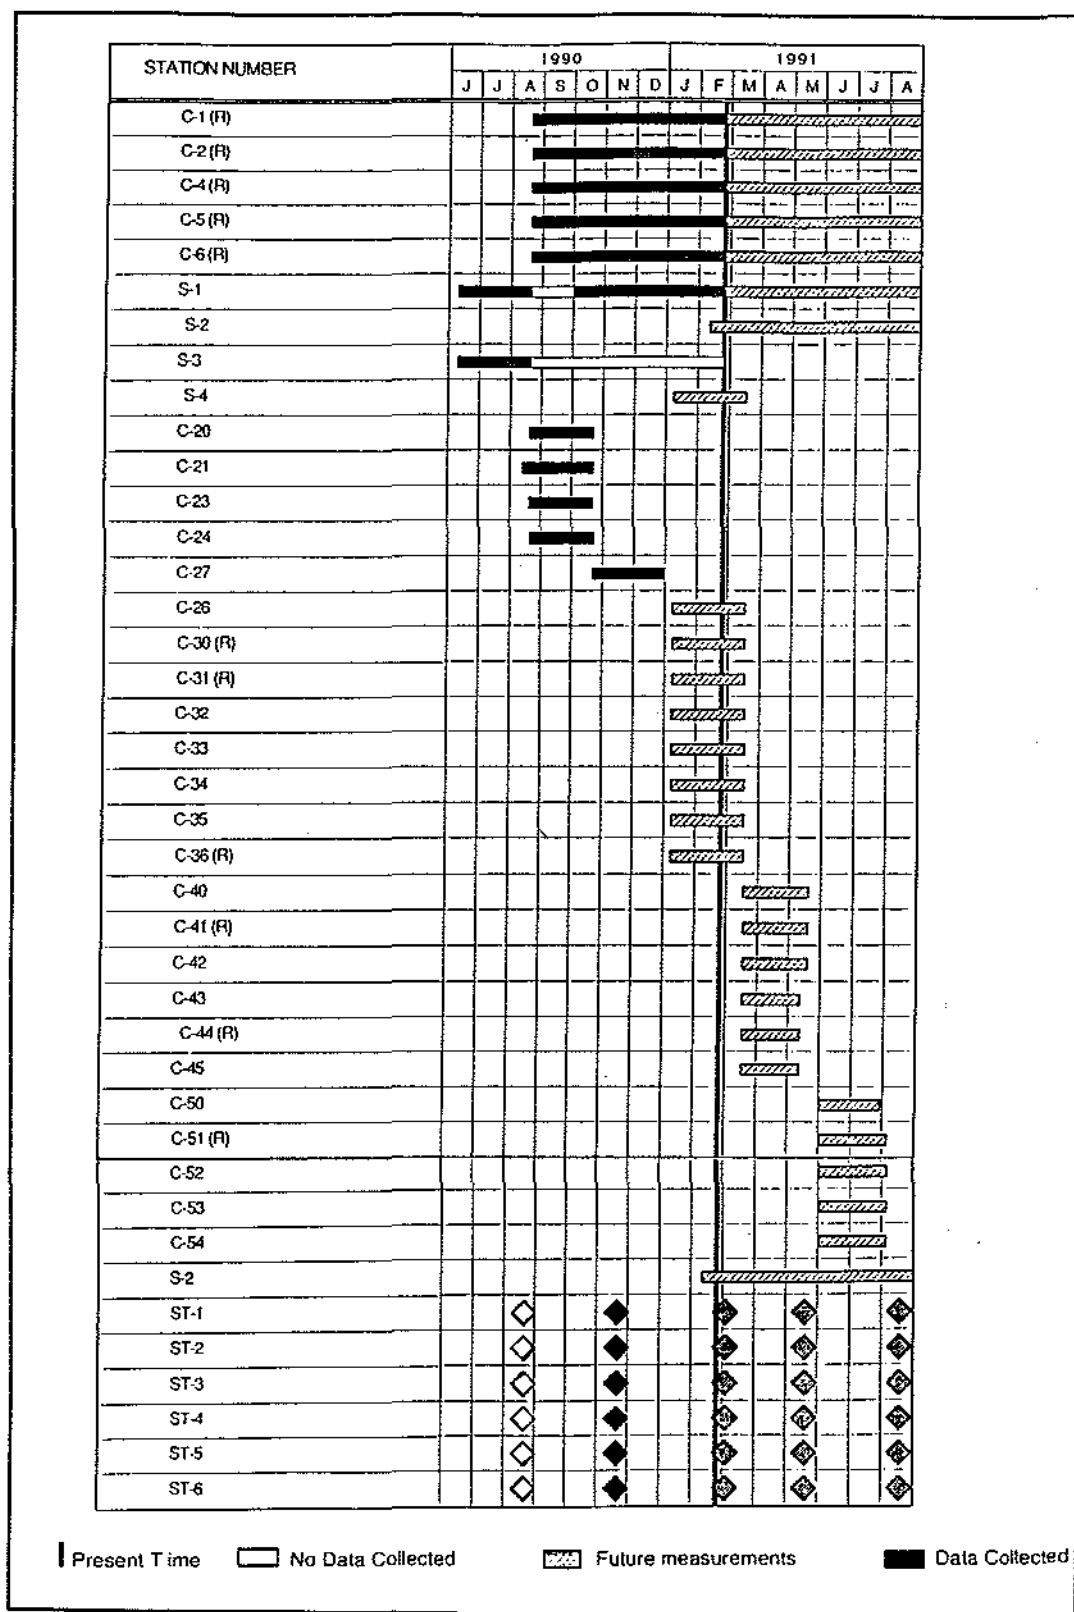 1990 1991
STATION NUMBER
J J A S O N D J F M A M J J A
C-1 (R)
C-2 (R)
C-4 (R)
C-5 (R)
C-6 (R)
S-1
S-2
S-3
S-4
C-20
C-21
C-23
C-24
C-27
C-26
C-30 (R)
C-31 (R)
C-32
C-33
C-34
C-35
C-36 (R)
C-40
C-41 (R)
C-42
C-43
C-44 (R)
C-45
C-50
C-51 (R)
C-52
C-53
C-54
S-2
ST-1
ST-2
ST-3
ST-4
ST-5
ST-6
Present Time No Data Collected Future measurements Data Collected